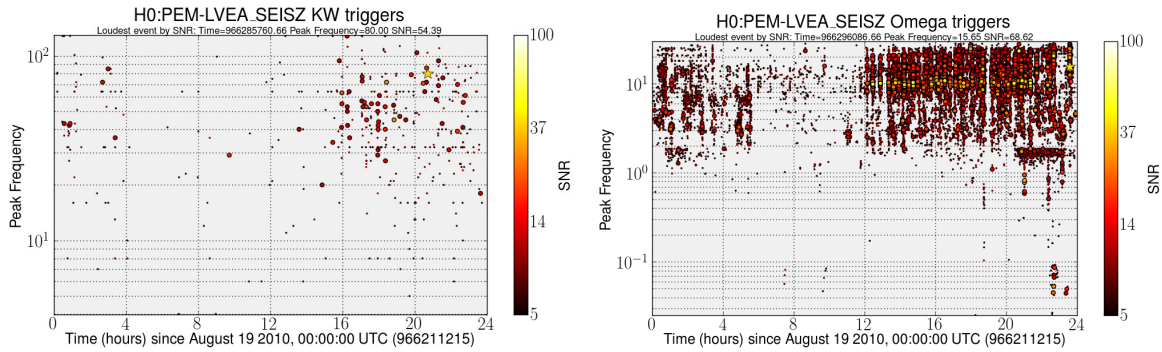 H0:PEM-LVEA_SEISZ KW triggers
Loudest event by SNR: Time=966285760.66 Peak Frequency=80.00 SNR=54.39
Peak Frequency
10^2
10^1
0 4 8 12 16 20 24
Time (hours) since August 19 2010, 00:00:00 UTC (966211215)
100
37
14
5
SNR
H0:PEM-LVEA_SEISZ Omega triggers
Loudest event by SNR: Time=966296086.66 Peak Frequency=15.65 SNR=68.62
Peak Frequency
10^1
10^0
10^-1
0 4 8 12 16 20 24
Time (hours) since August 19 2010, 00:00:00 UTC (966211215)
100
37
14
5
SNR